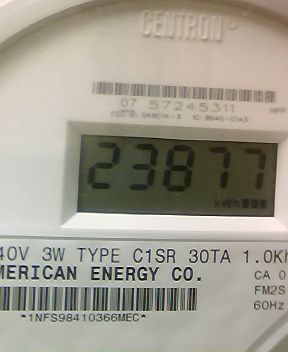 CENTRON®
07 57245311
23877
kWh
40V 3W TYPE C1SR 30TA 1.0Kh
MERICAN ENERGY CO.
CA 0
FM2S
60Hz
*1NFS98410366MEC*